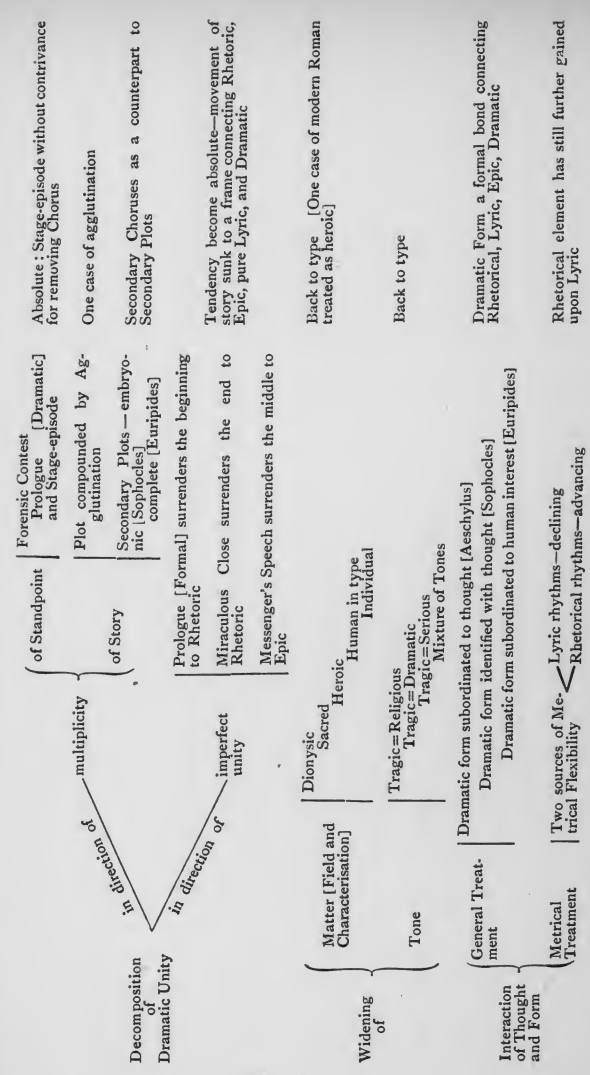 Decomposition
of
Dramatic Unity
in direction of
multiplicity
of Standpoint
Forensic Contest
Prologue [Dramatic]
and Stage-episode
Absolute: Stage-episode without contrivance
for removing Chorus
of Story
Plot compounded by Ag-
glutination
One case of agglutination
Secondary Plots—embryo-
nic [Sophocles]
complete [Euripides]
Secondary Choruses as a counterpart to
Secondary Plots
in direction of
imperfect
unity
Prologue [Formal] surrenders the beginning
to Rhetoric
Miraculous Close surrenders the end to
Rhetoric
Messenger's Speech surrenders the middle to
Epic
Tendency become absolute—movement of
story sunk to a frame connecting Rhetoric,
Epic, pure Lyric, and Dramatic
Widening
of
Matter [Field and
Characterisation]
Dionysic
Sacred
Heroic
Human in type
Individual
Back to type [One case of modern Roman
treated as heroic]
Tone
Tragic=Religious
Tragic=Dramatic
Tragic=Serious
Mixture of Tones
Back to type
Interaction
of Thought
and Form
General Treat-
ment
Dramatic form subordinated to thought [Aeschylus]
Dramatic form identified with thought [Sophocles]
Dramatic form subordinated to human interest [Euripides]
Dramatic Form a formal bond connecting
Rhetorical, Lyric, Epic, Dramatic
Metrical
Treatment
Two sources of Me-
trical Flexibility
Lyric rhythms—declining
Rhetorical rhythms—advancing
Rhetorical element has still further gained
upon Lyric